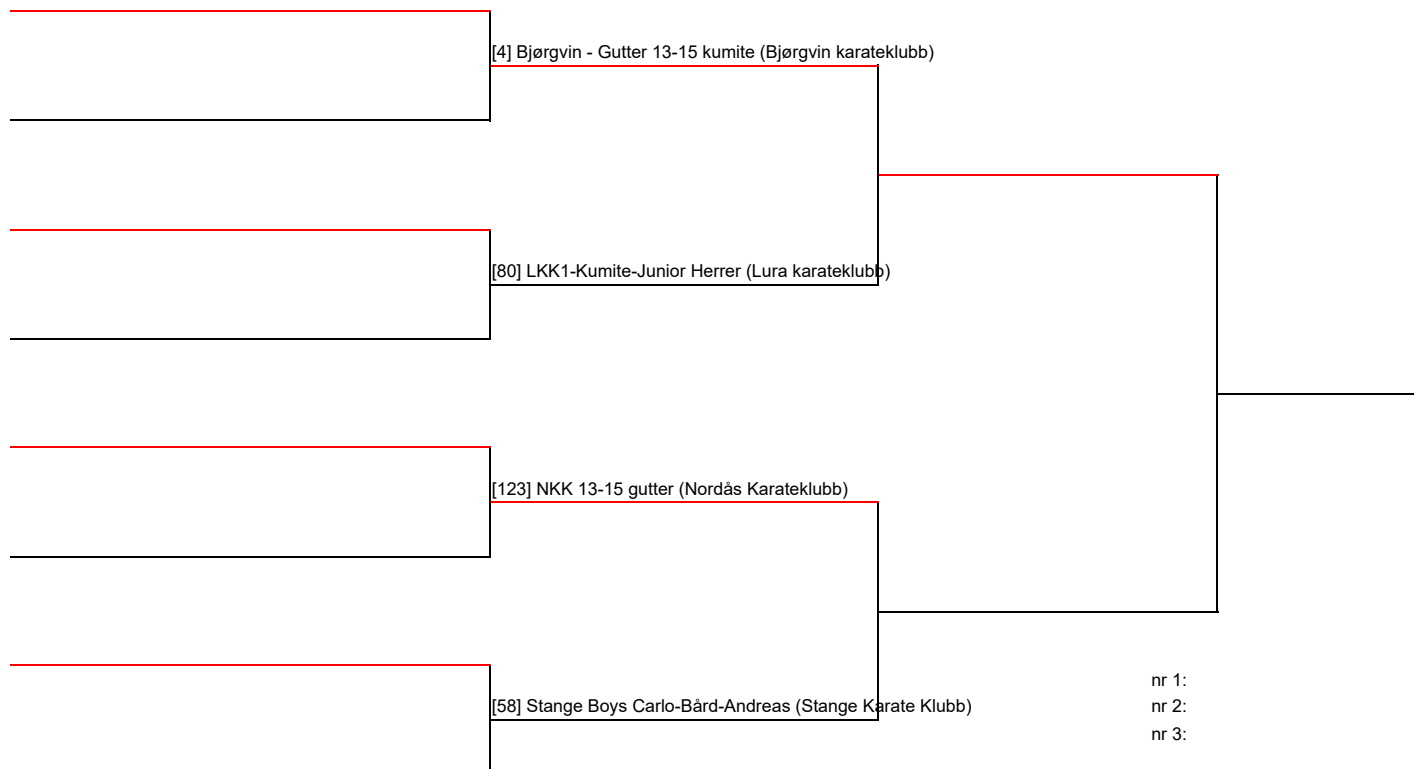 [4] Bjørgvin - Gutter 13-15 kumite (Bjørgvin karateklubb)
[80] LKK1-Kumite-Junior Herrer (Lura karateklubb)
[123] NKK 13-15 gutter (Nordås Karateklubb)
[58] Stange Boys Carlo-Bård-Andreas (Stange Karate Klubb)
nr 1:
nr 2:
nr 3: